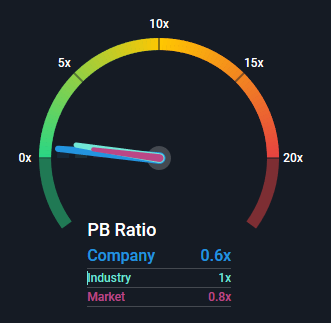 10x
5x
15x
0x
20x
PB Ratio
Company 0.6x
Industry 1x
Market 0.8x